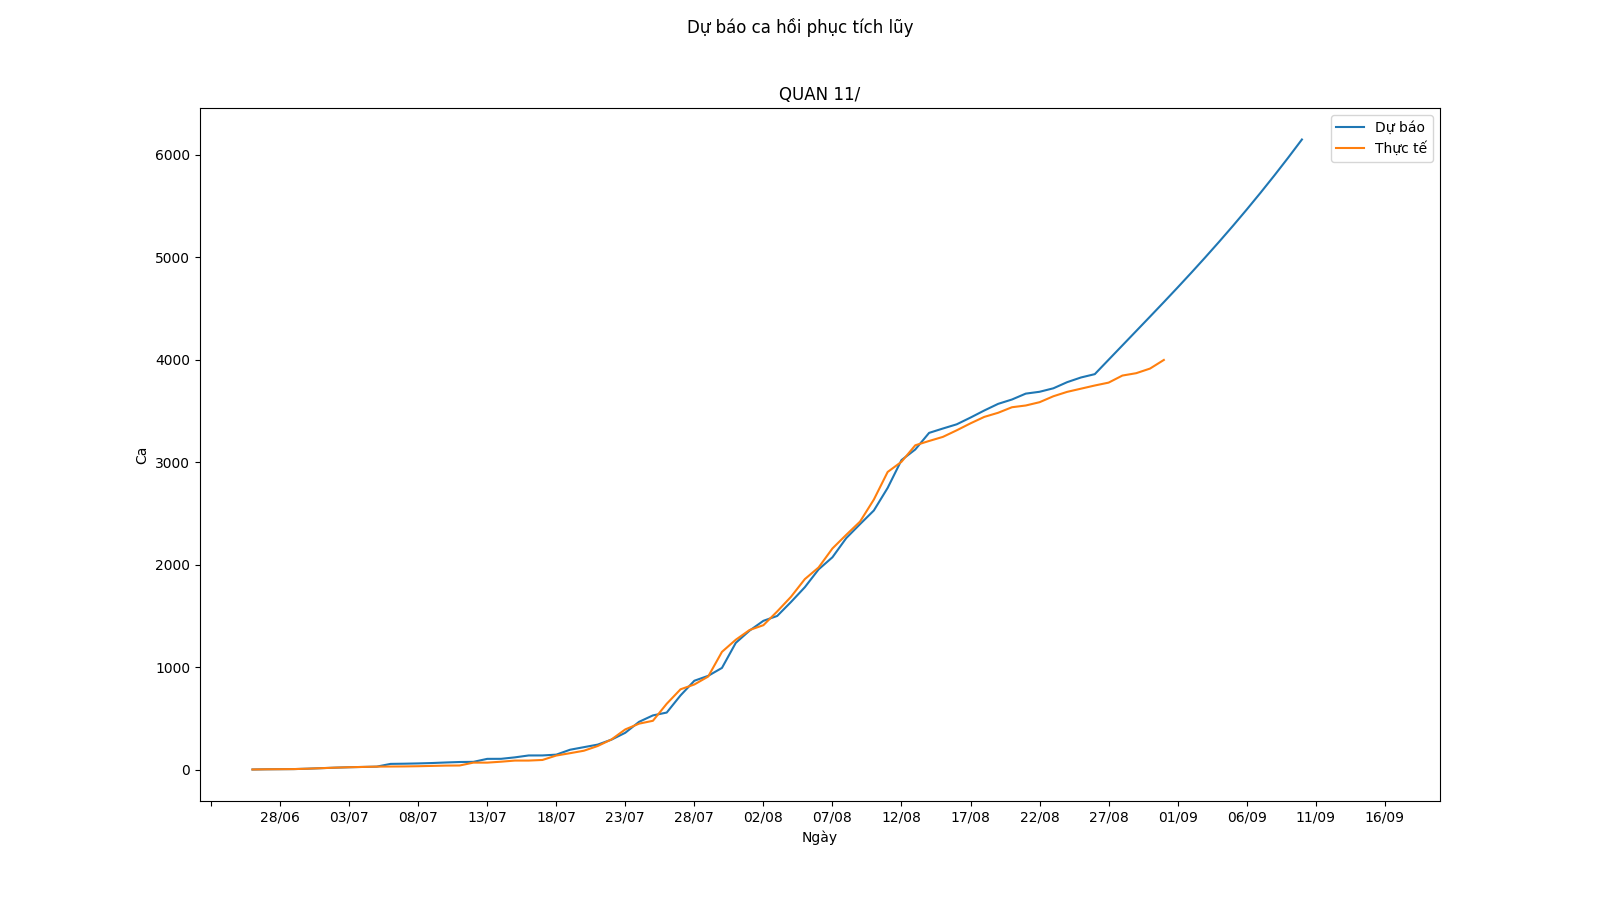 Dự báo ca hồi phục tích lũy
QUAN 11/
Dự báo
Thực tế
6000
5000
4000
3000
2000
1000
0
Ca
28/06 03/07 08/07 13/07 18/07 23/07 28/07 02/08 07/08 12/08 17/08 22/08 27/08 01/09 06/09 11/09 16/09
Ngày